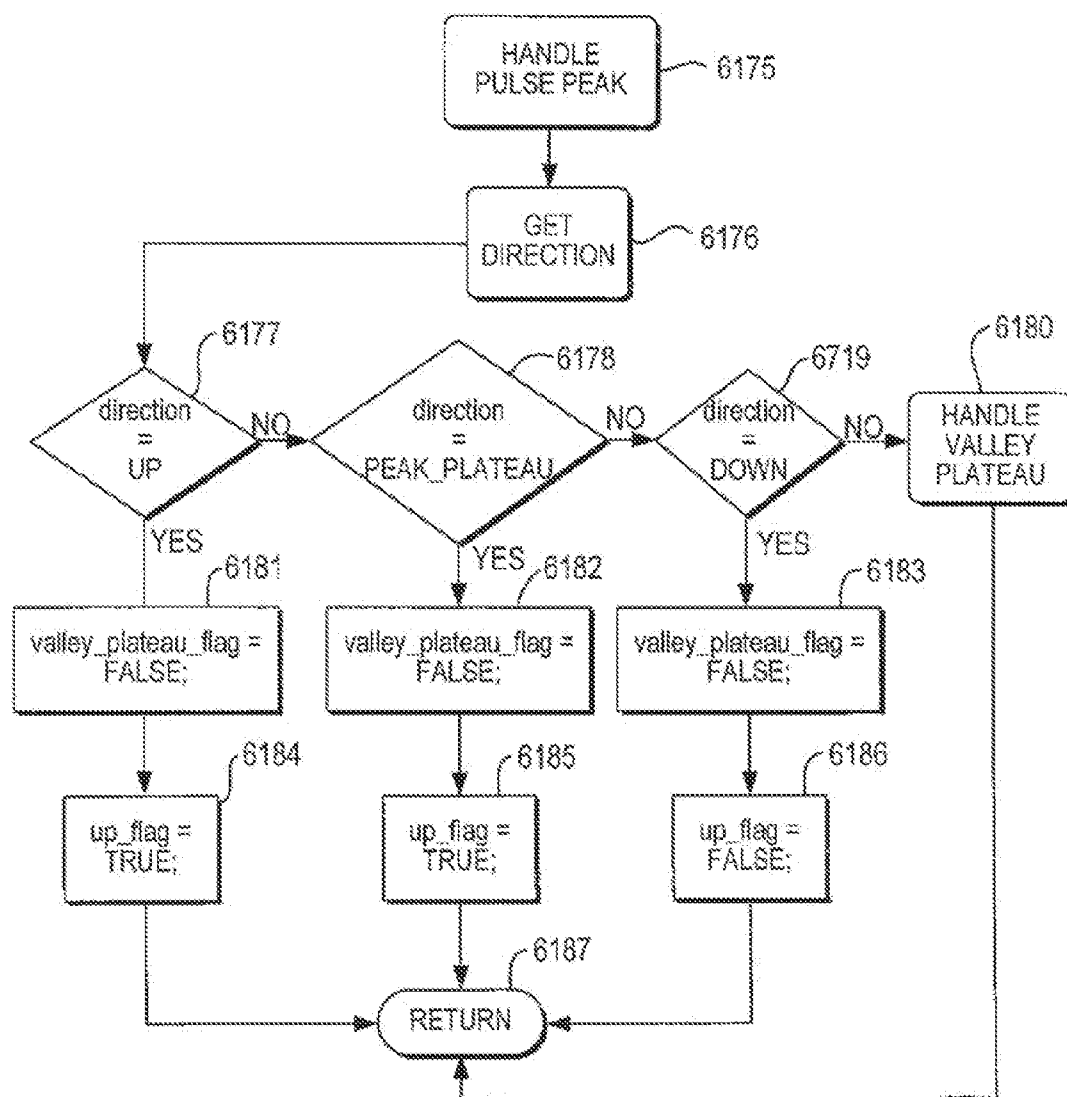 HANDLE
PULSE PEAK
6175
GET
DIRECTION
6176
6177
direction
=
UP
NO
YES
6178
direction
=
PEAK_PLATEAU
NO
YES
6719
direction
=
DOWN
NO
YES
6180
HANDLE
VALLEY
PLATEAU
6181
valley_plateau_flag =
FALSE;
6182
valley_plateau_flag =
FALSE;
6183
valley_plateau_flag =
FALSE;
6184
up_flag =
TRUE;
6185
up_flag =
TRUE;
6186
up_flag =
FALSE;
6187
RETURN